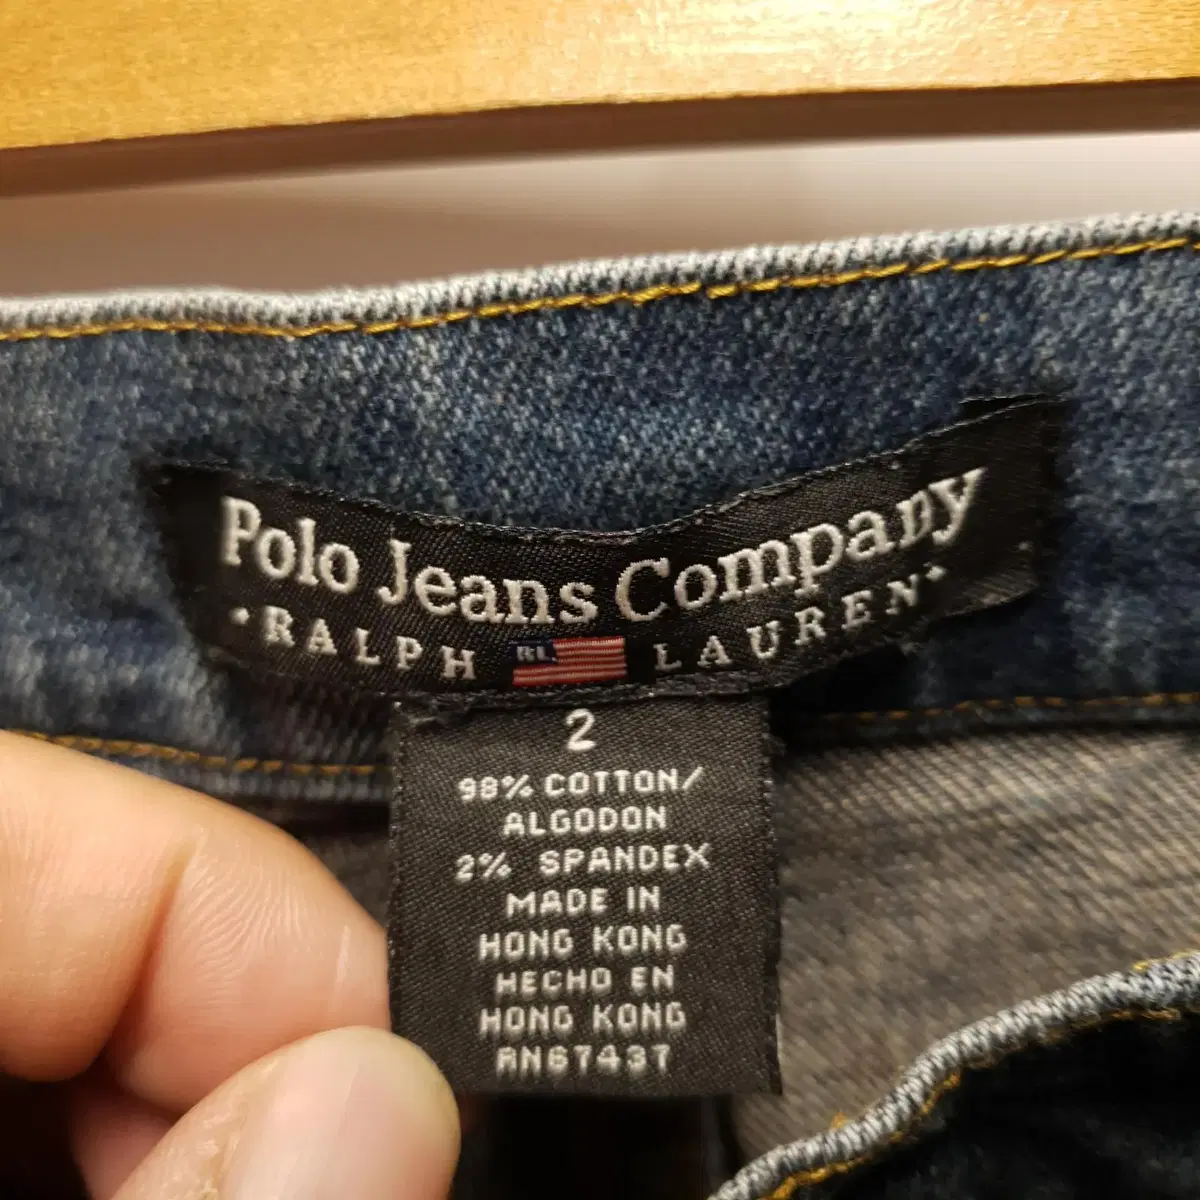 Polo Jeans Company
•RALPH RL LAUREN•
2
98% COTTON/
ALGODON
2% SPANDEX
MADE IN
HONG KONG
HECHO EN
HONG KONG
RN67437